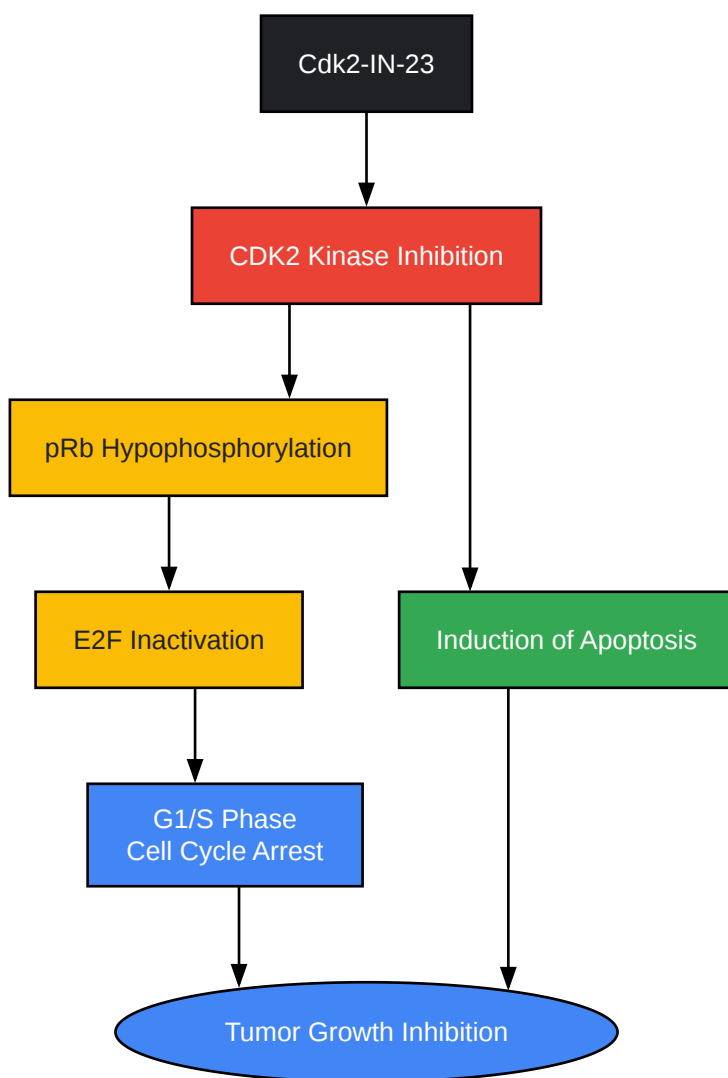 Cdk2-IN-23
CDK2 Kinase Inhibition
pRb Hypophosphorylation
E2F Inactivation
Induction of Apoptosis
G1/S Phase
Cell Cycle Arrest
Tumor Growth Inhibition